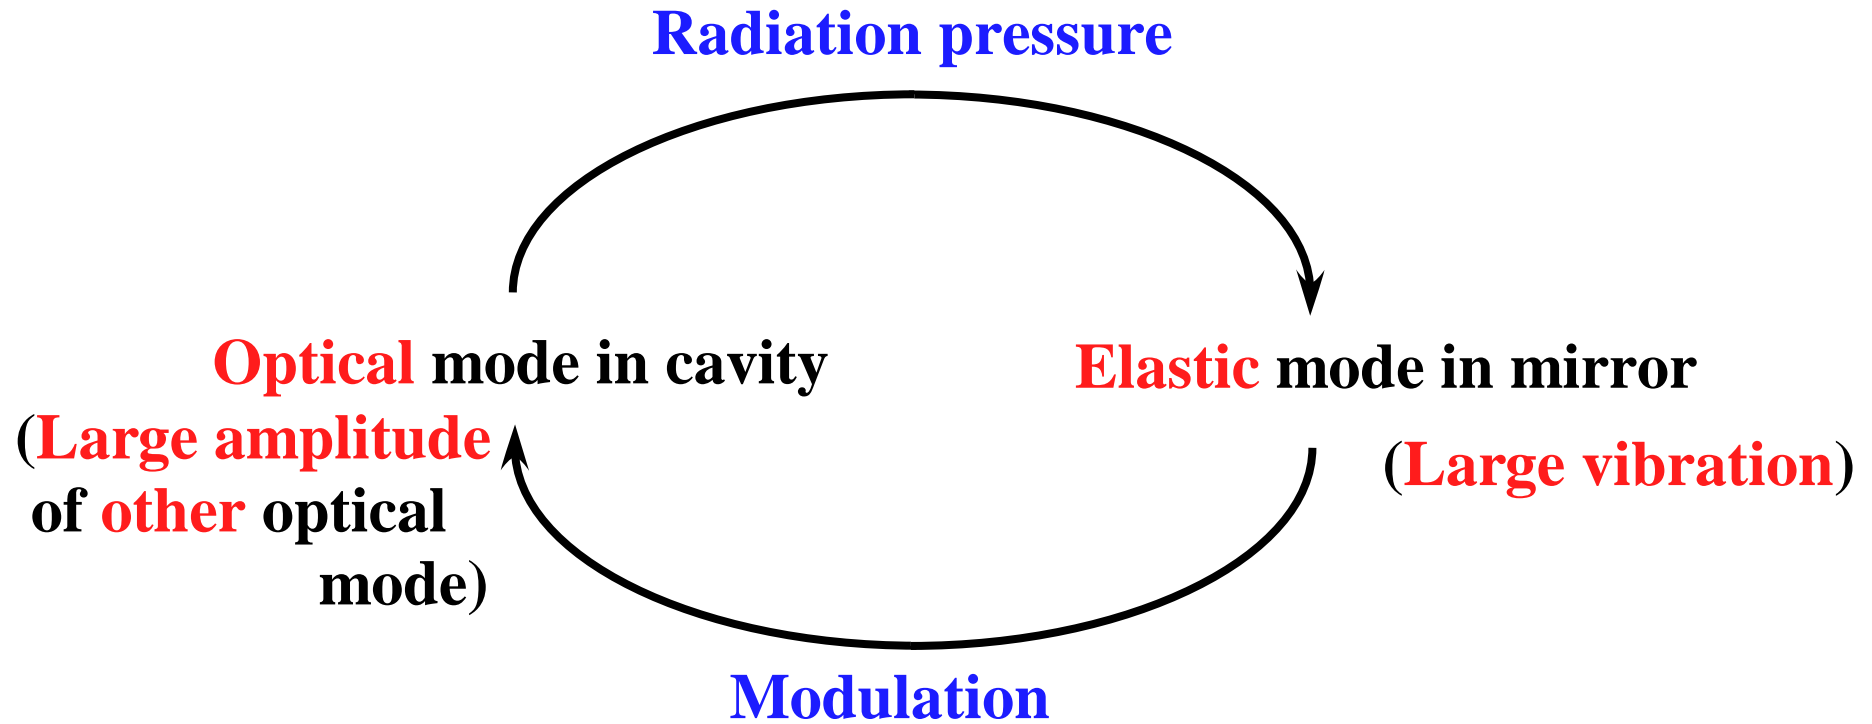 Radiation pressure
Optical mode in cavity
(Large amplitude
of other optical
mode)
Elastic mode in mirror
(Large vibration)
Modulation